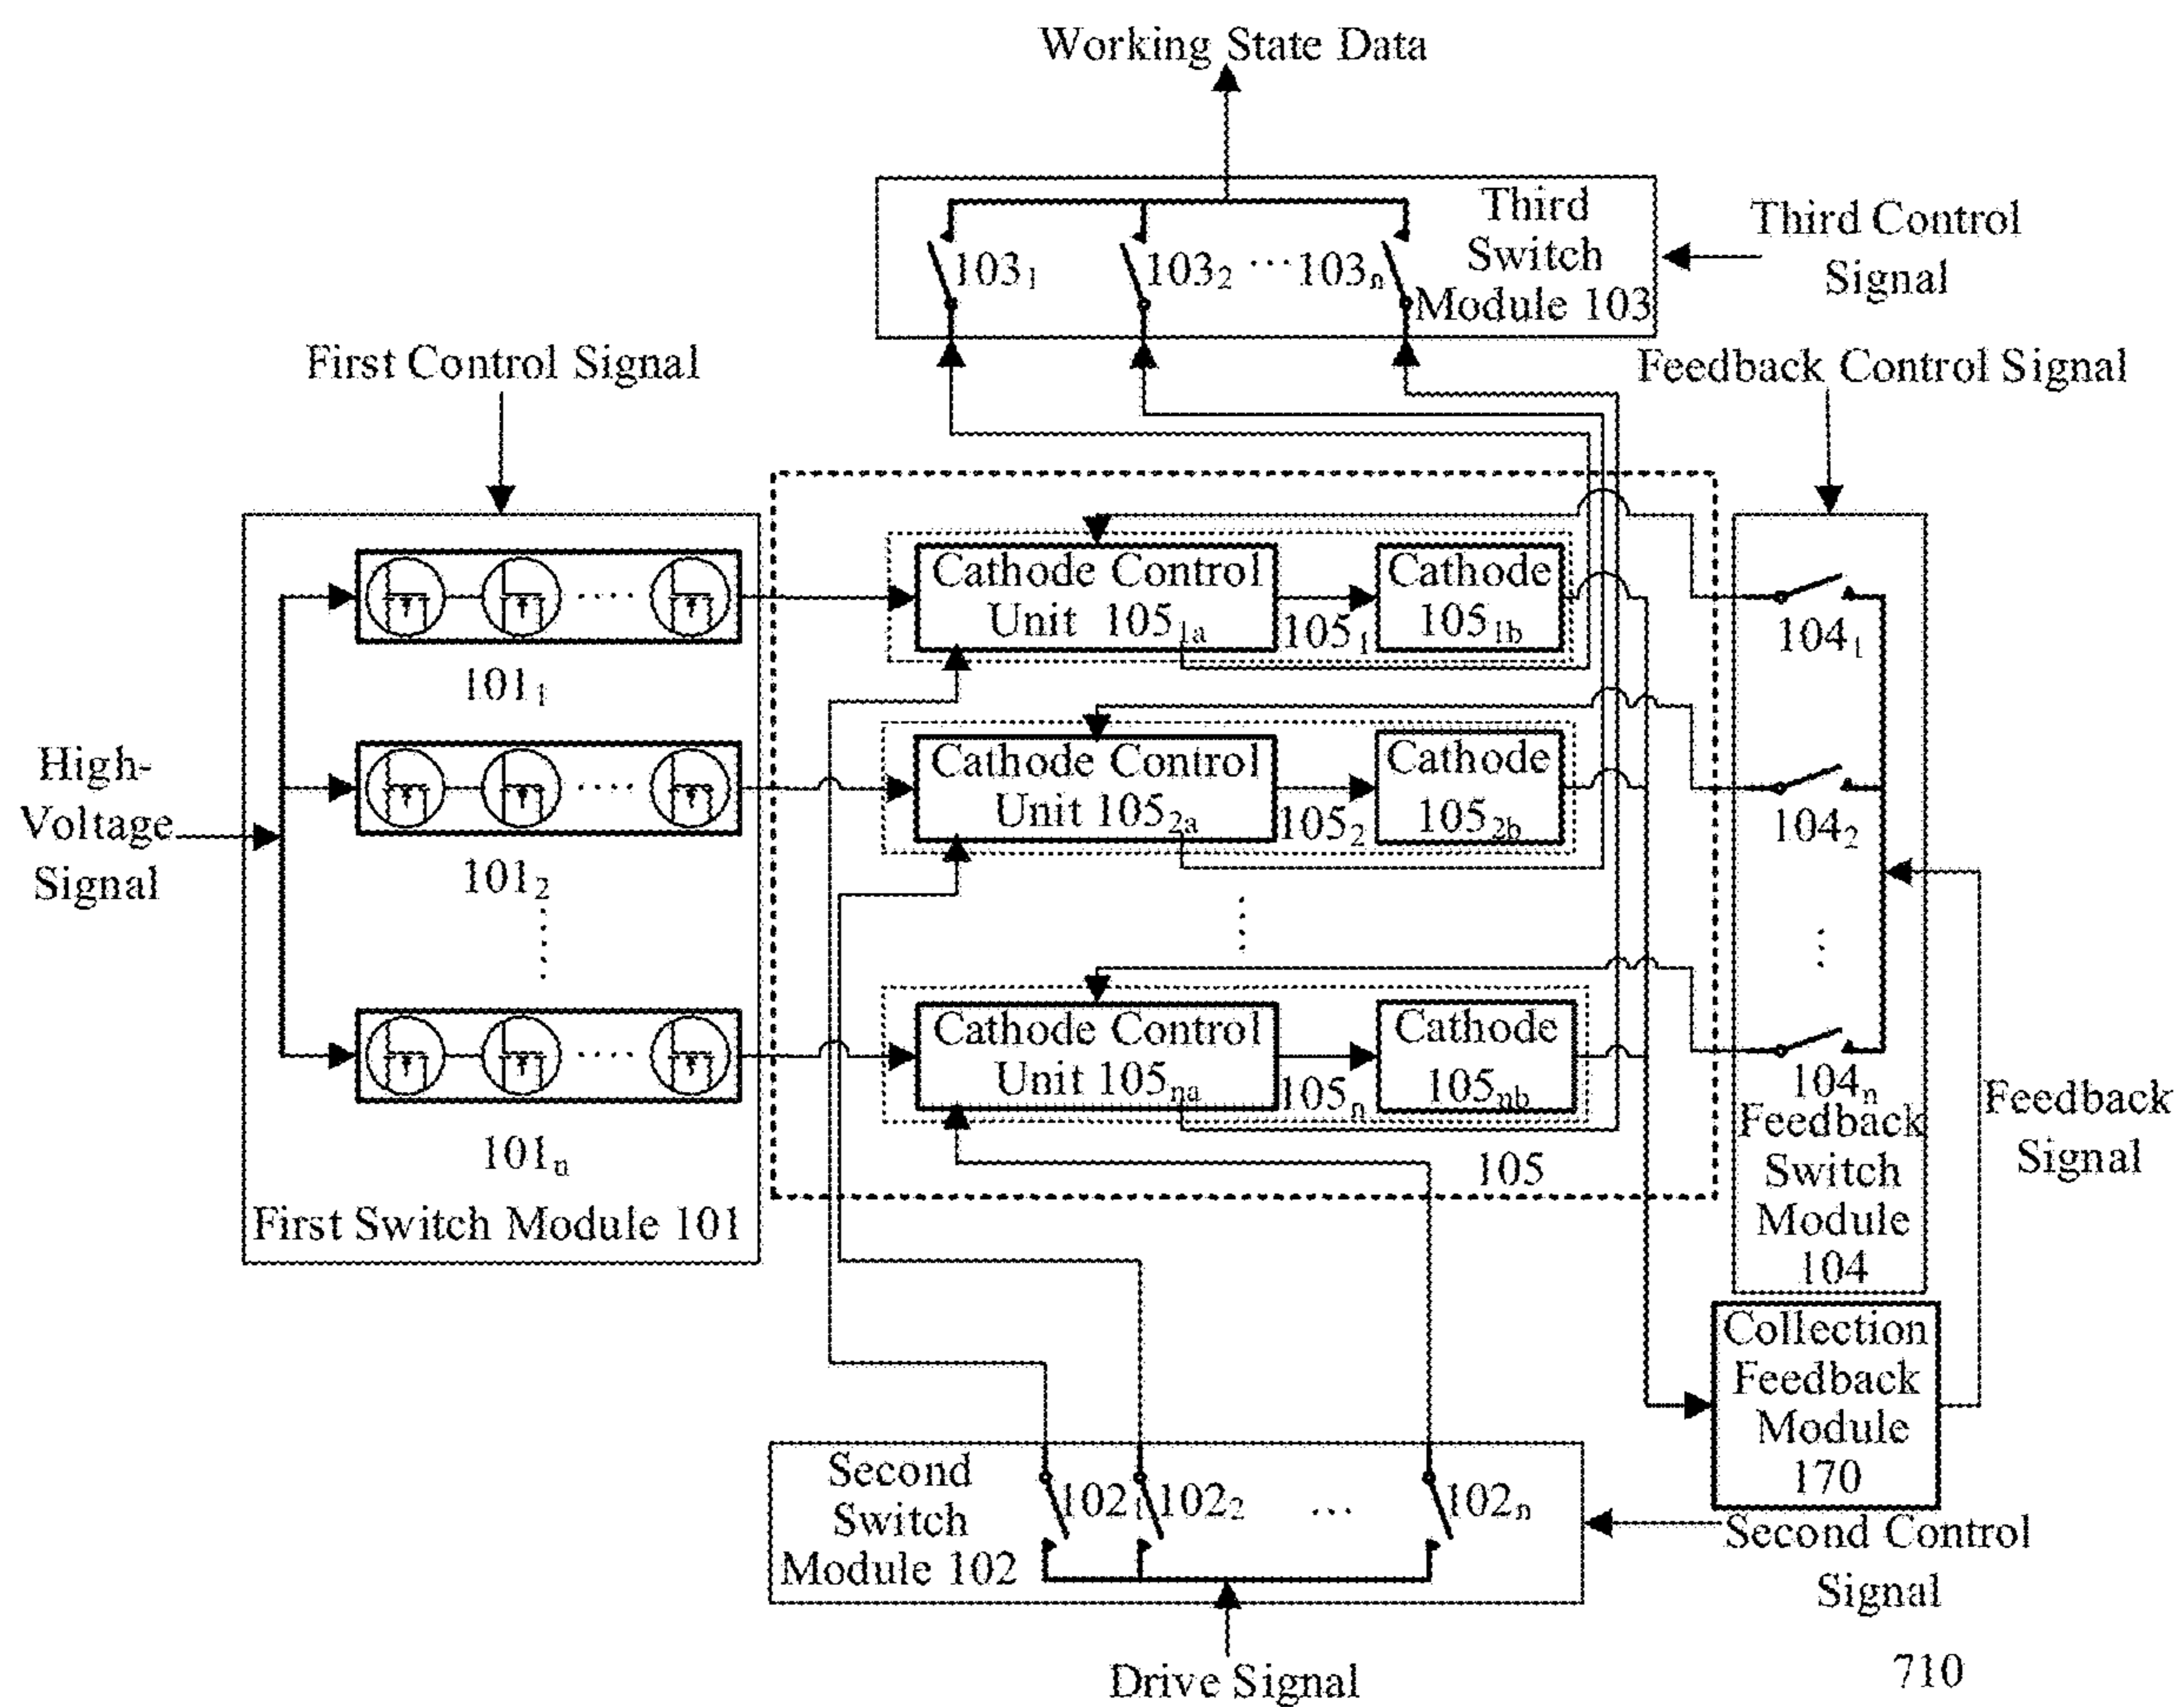 Working State Data
Third
Switch
Module 103
103₁
103₂
···
103ₙ
Third Control
Signal
First Control Signal
Feedback Control Signal
Cathode Control
Unit 105₁ₐ
105₁
Cathode
105₁b
104₁
101₁
High-
Voltage
Signal
Cathode Control
Unit 105₂ₐ
105₂
Cathode
105₂b
104₂
101₂
Cathode Control
Unit 105ₙₐ
105ₙ
Cathode
105ₙb
104ₙ
101ₙ
First Switch Module 101
105
Feedback
Switch
Module
104
Feedback
Signal
Collection
Feedback
Module
170
Second
Switch
Module 102
102₁
102₂
...
102ₙ
Second Control
Signal
Drive Signal
710